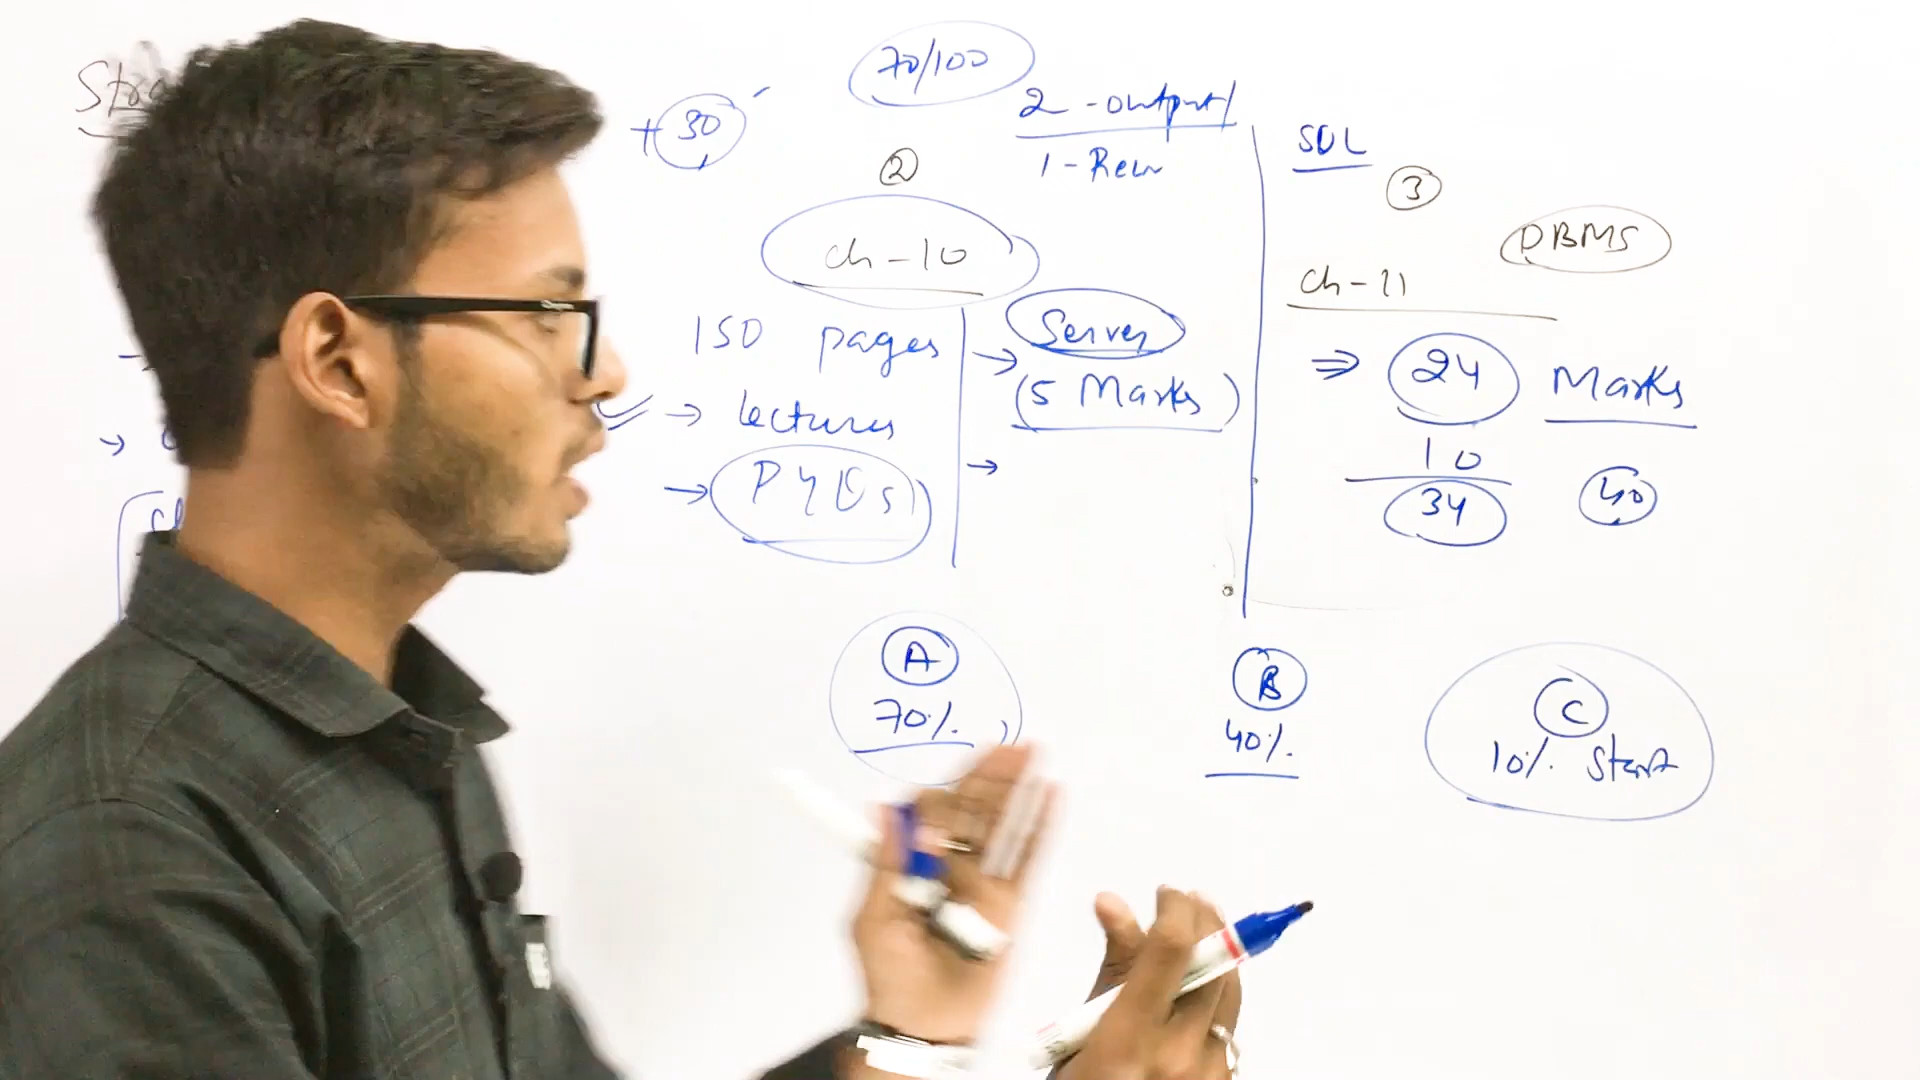 70/100
+30
2 - output/
1 - Rew
2
ch - 10
150 pages
→ lectures
→ PYQs
→ Server
(5 Marks)
→
SQL
3
DBMS
ch - 11
⇒ 24 Marks
10
34
40
A
70%.
B
40%.
C
10%. Start